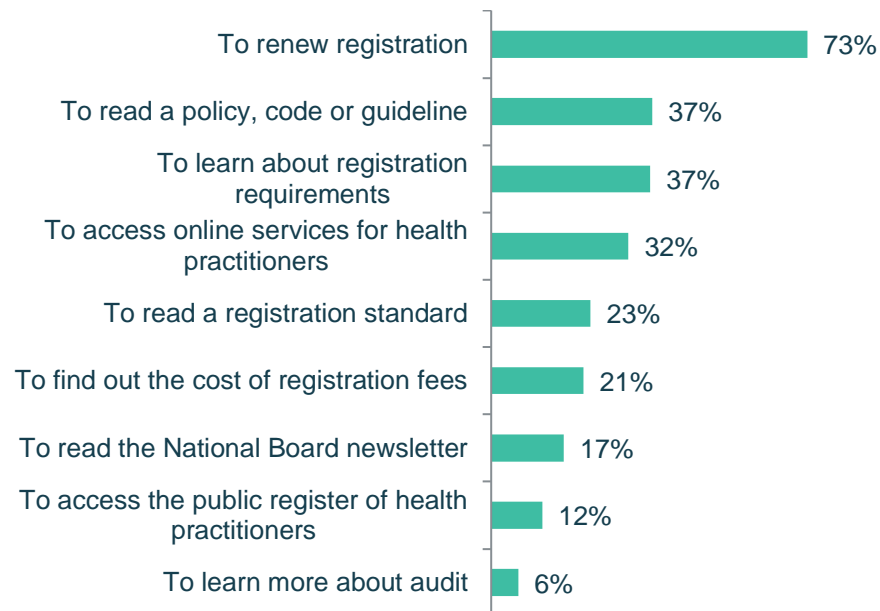 To renew registration 73%
To read a policy, code or guideline 37%
To learn about registration
requirements 37%
To access online services for health
practitioners 32%
To read a registration standard 23%
To find out the cost of registration fees 21%
To read the National Board newsletter 17%
To access the public register of health
practitioners 12%
To learn more about audit 6%